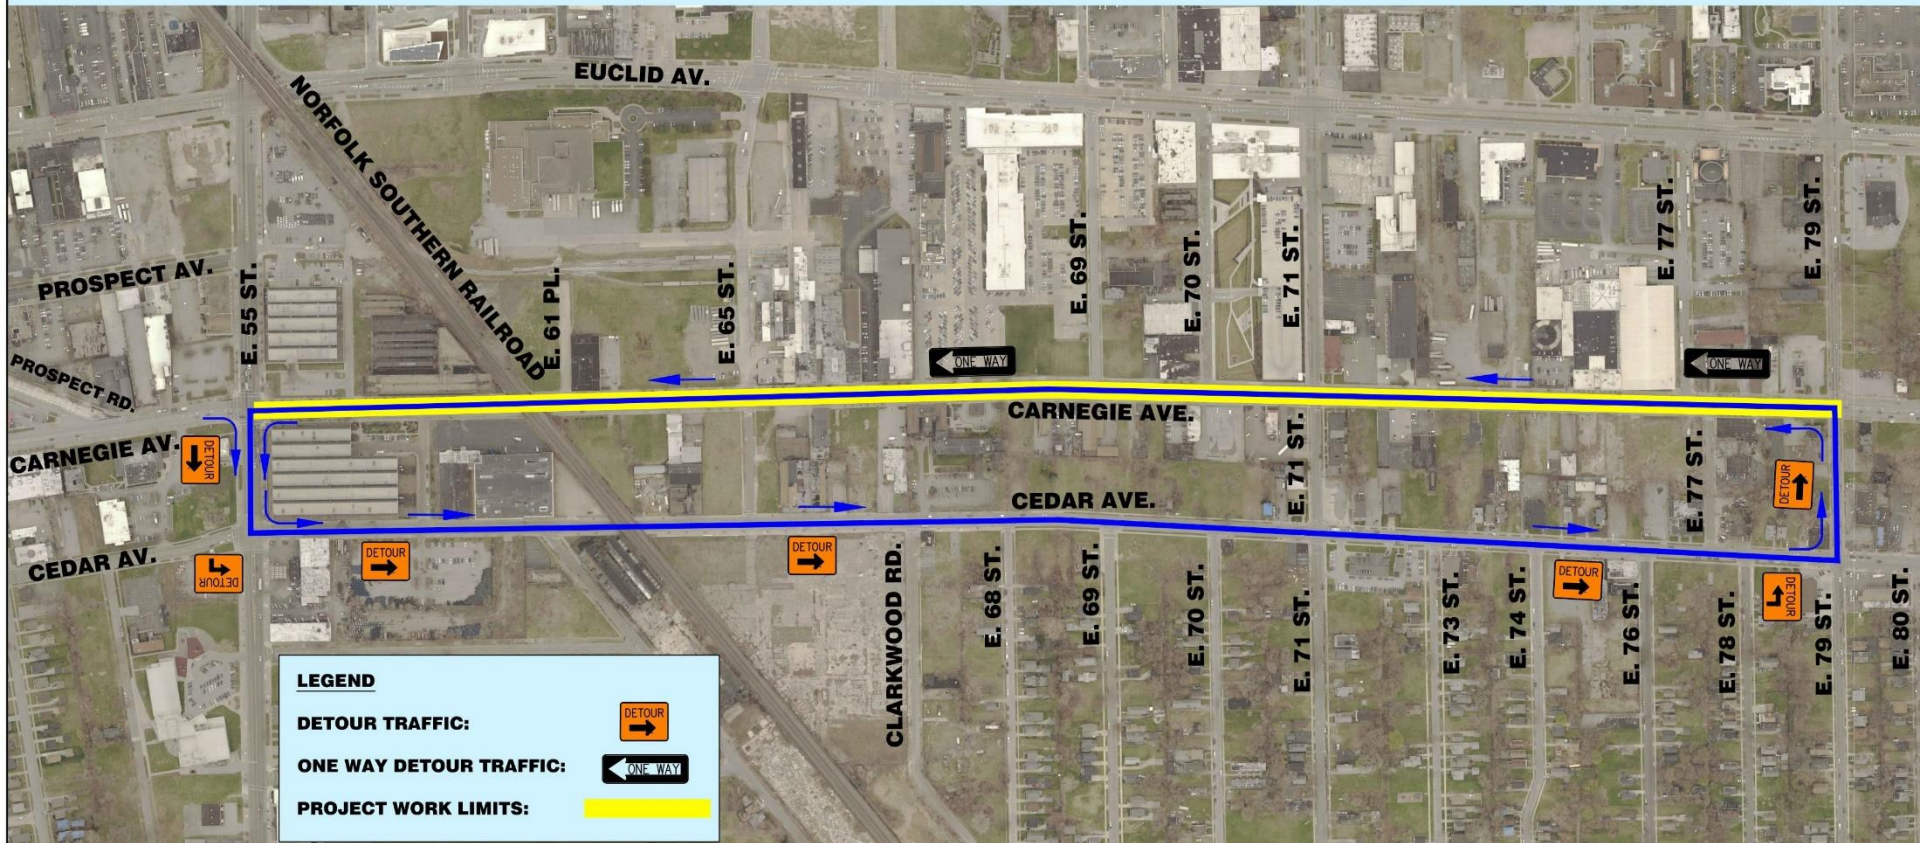 EUCLID AV.
NORFOLK SOUTHERN RAILROAD
PROSPECT AV.
E. 55 ST.
E. 61 PL.
E. 65 ST.
E. 69 ST.
E. 70 ST.
E. 71 ST.
E. 77 ST.
E. 79 ST.
PROSPECT RD.
ONE WAY
ONE WAY
CARNEGIE AV.
CARNEGIE AVE.
DETOUR
E. 71 ST.
E. 77 ST.
DETOUR
CEDAR AVE.
CEDAR AV.
DETOUR
DETOUR
DETOUR
CLARKWOOD RD.
E. 68 ST.
E. 69 ST.
E. 70 ST.
E. 71 ST.
E. 73 ST.
E. 74 ST.
DETOUR
E. 76 ST.
E. 78 ST.
DETOUR
E. 79 ST.
E. 80 ST.
LEGEND
DETOUR TRAFFIC:
DETOUR
ONE WAY DETOUR TRAFFIC:
ONE WAY
PROJECT WORK LIMITS: